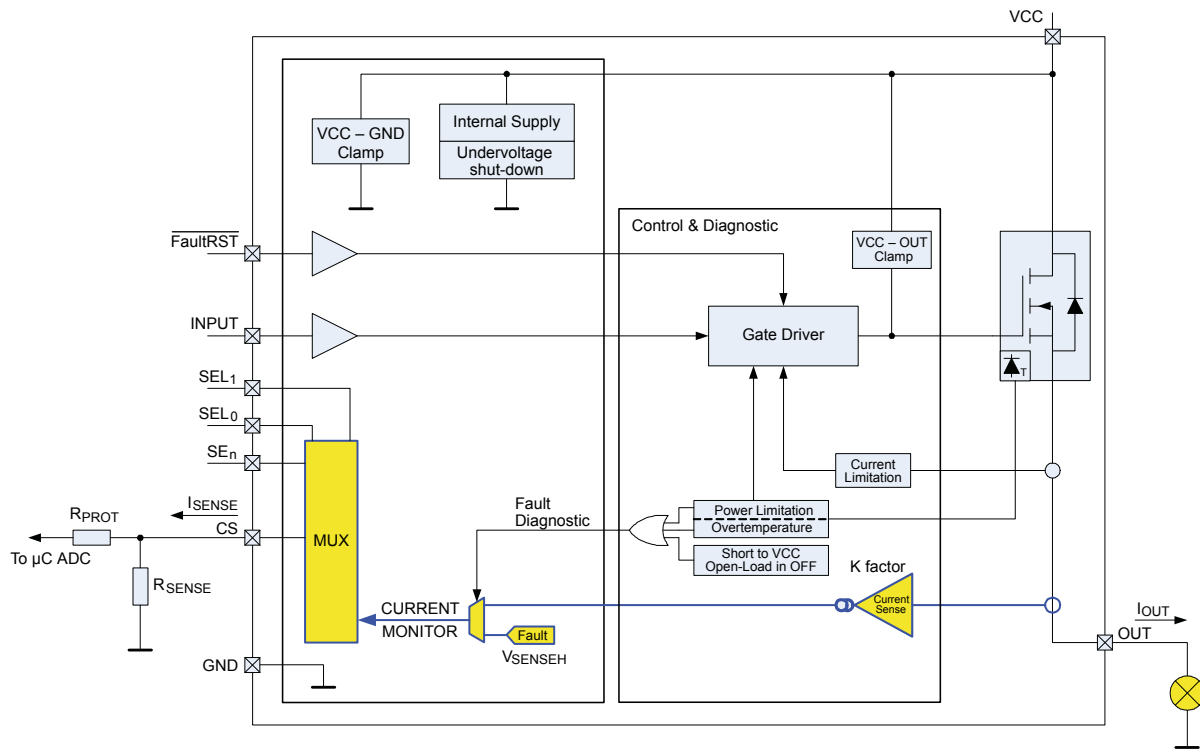 VCC
VCC – GND
Clamp
Internal Supply
Undervoltage
shut-down
Control & Diagnostic
FaultRST
VCC – OUT
Clamp
INPUT
Gate Driver
T
SEL1
SEL0
SEn
Current
Limitation
ISENSE
RPROT
CS
Fault
Diagnostic
Power Limitation
Overtemperature
To µC ADC
MUX
Short to VCC
Open-Load in OFF
K factor
RSENSE
CURRENT
MONITOR
Current
Sense
Fault
VSENSEH
IOUT
OUT
GND